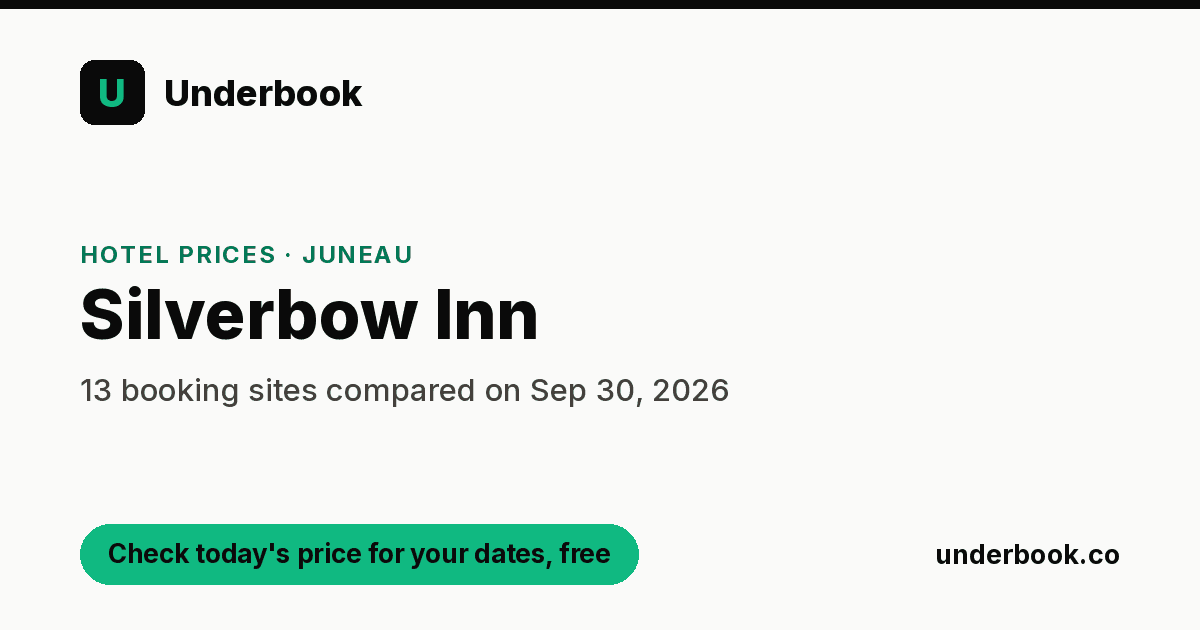 U Underbook
HOTEL PRICES · JUNEAU
Silverbow Inn
13 booking sites compared on Sep 30, 2026
Check today's price for your dates, free
underbook.co